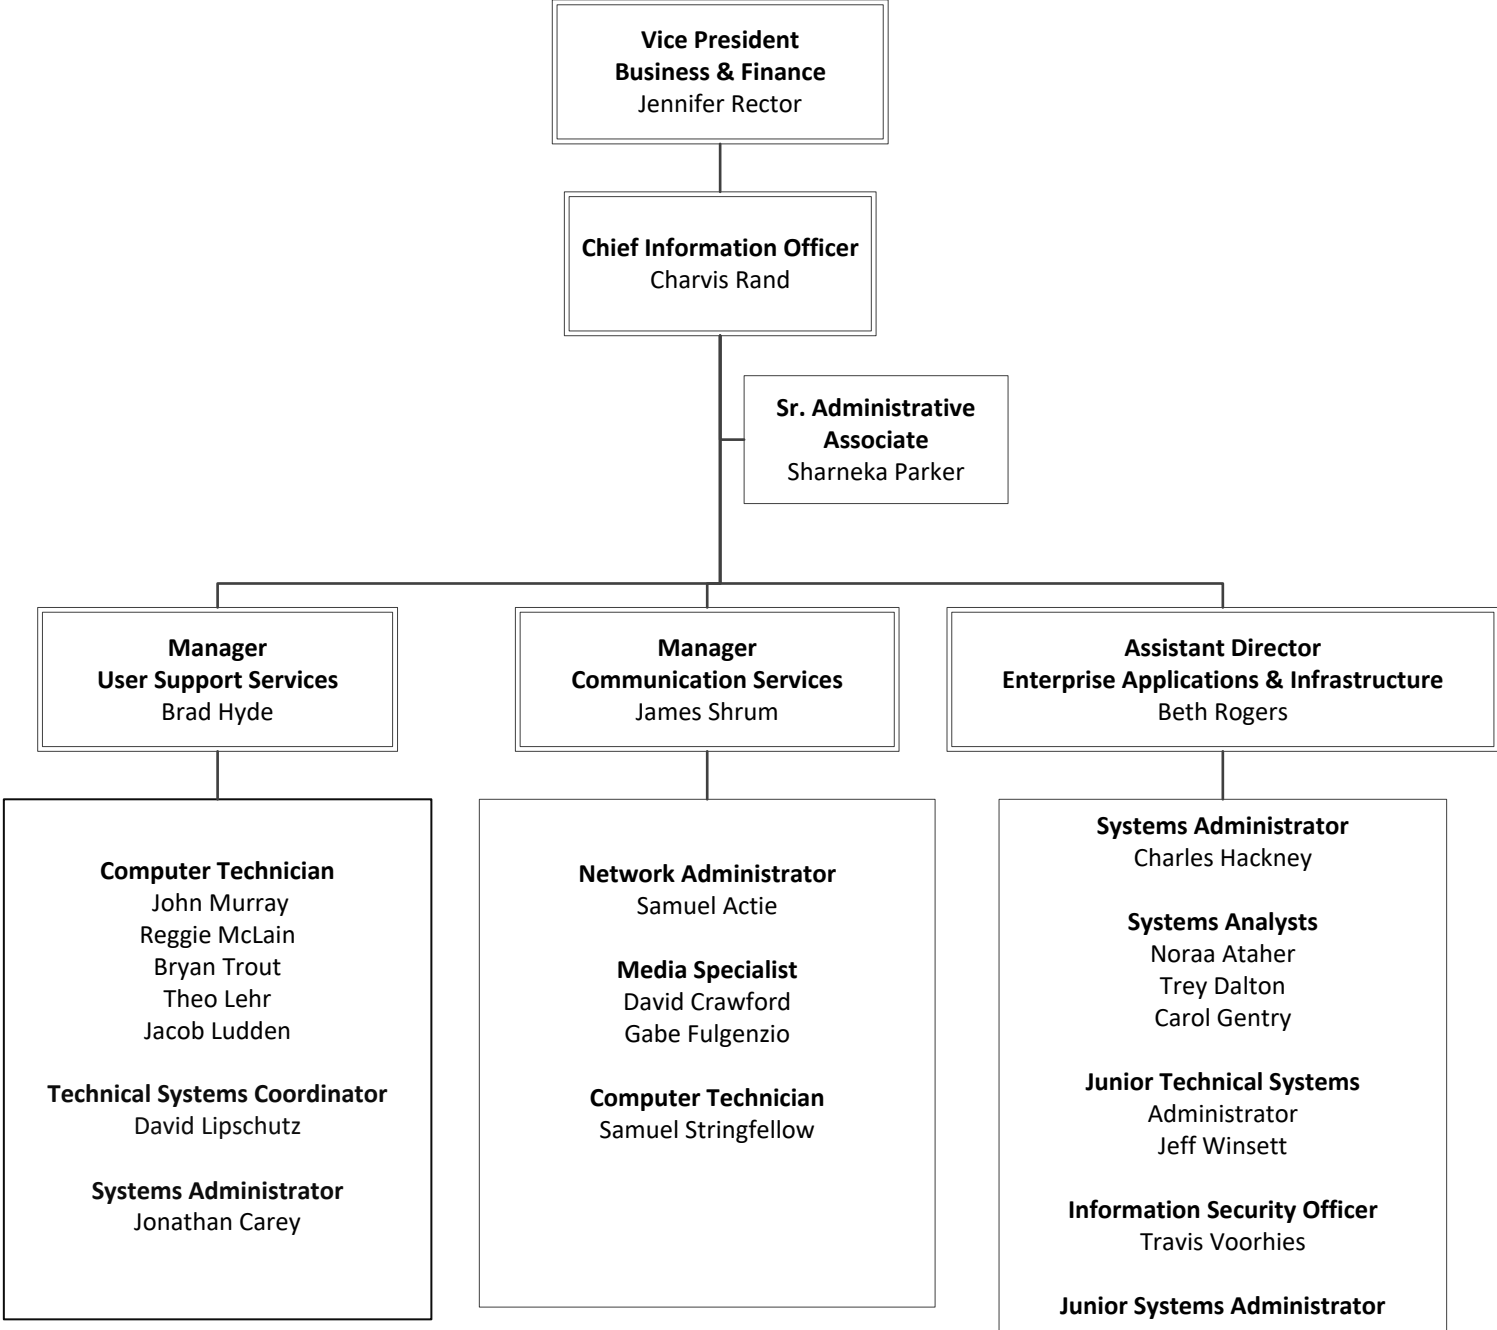 Vice President
Business & Finance
Jennifer Rector
Chief Information Officer
Charvis Rand
Sr. Administrative
Associate
Sharneka Parker
Manager
User Support Services
Brad Hyde
Manager
Communication Services
James Shrum
Assistant Director
Enterprise Applications & Infrastructure
Beth Rogers
Computer Technician
John Murray
Reggie McLain
Bryan Trout
Theo Lehr
Jacob Ludden
Technical Systems Coordinator
David Lipschutz
Systems Administrator
Jonathan Carey
Network Administrator
Samuel Actie
Media Specialist
David Crawford
Gabe Fulgenzio
Computer Technician
Samuel Stringfellow
Systems Administrator
Charles Hackney
Systems Analysts
Noraa Ataher
Trey Dalton
Carol Gentry
Junior Technical Systems
Administrator
Jeff Winsett
Information Security Officer
Travis Voorhies
Junior Systems Administrator